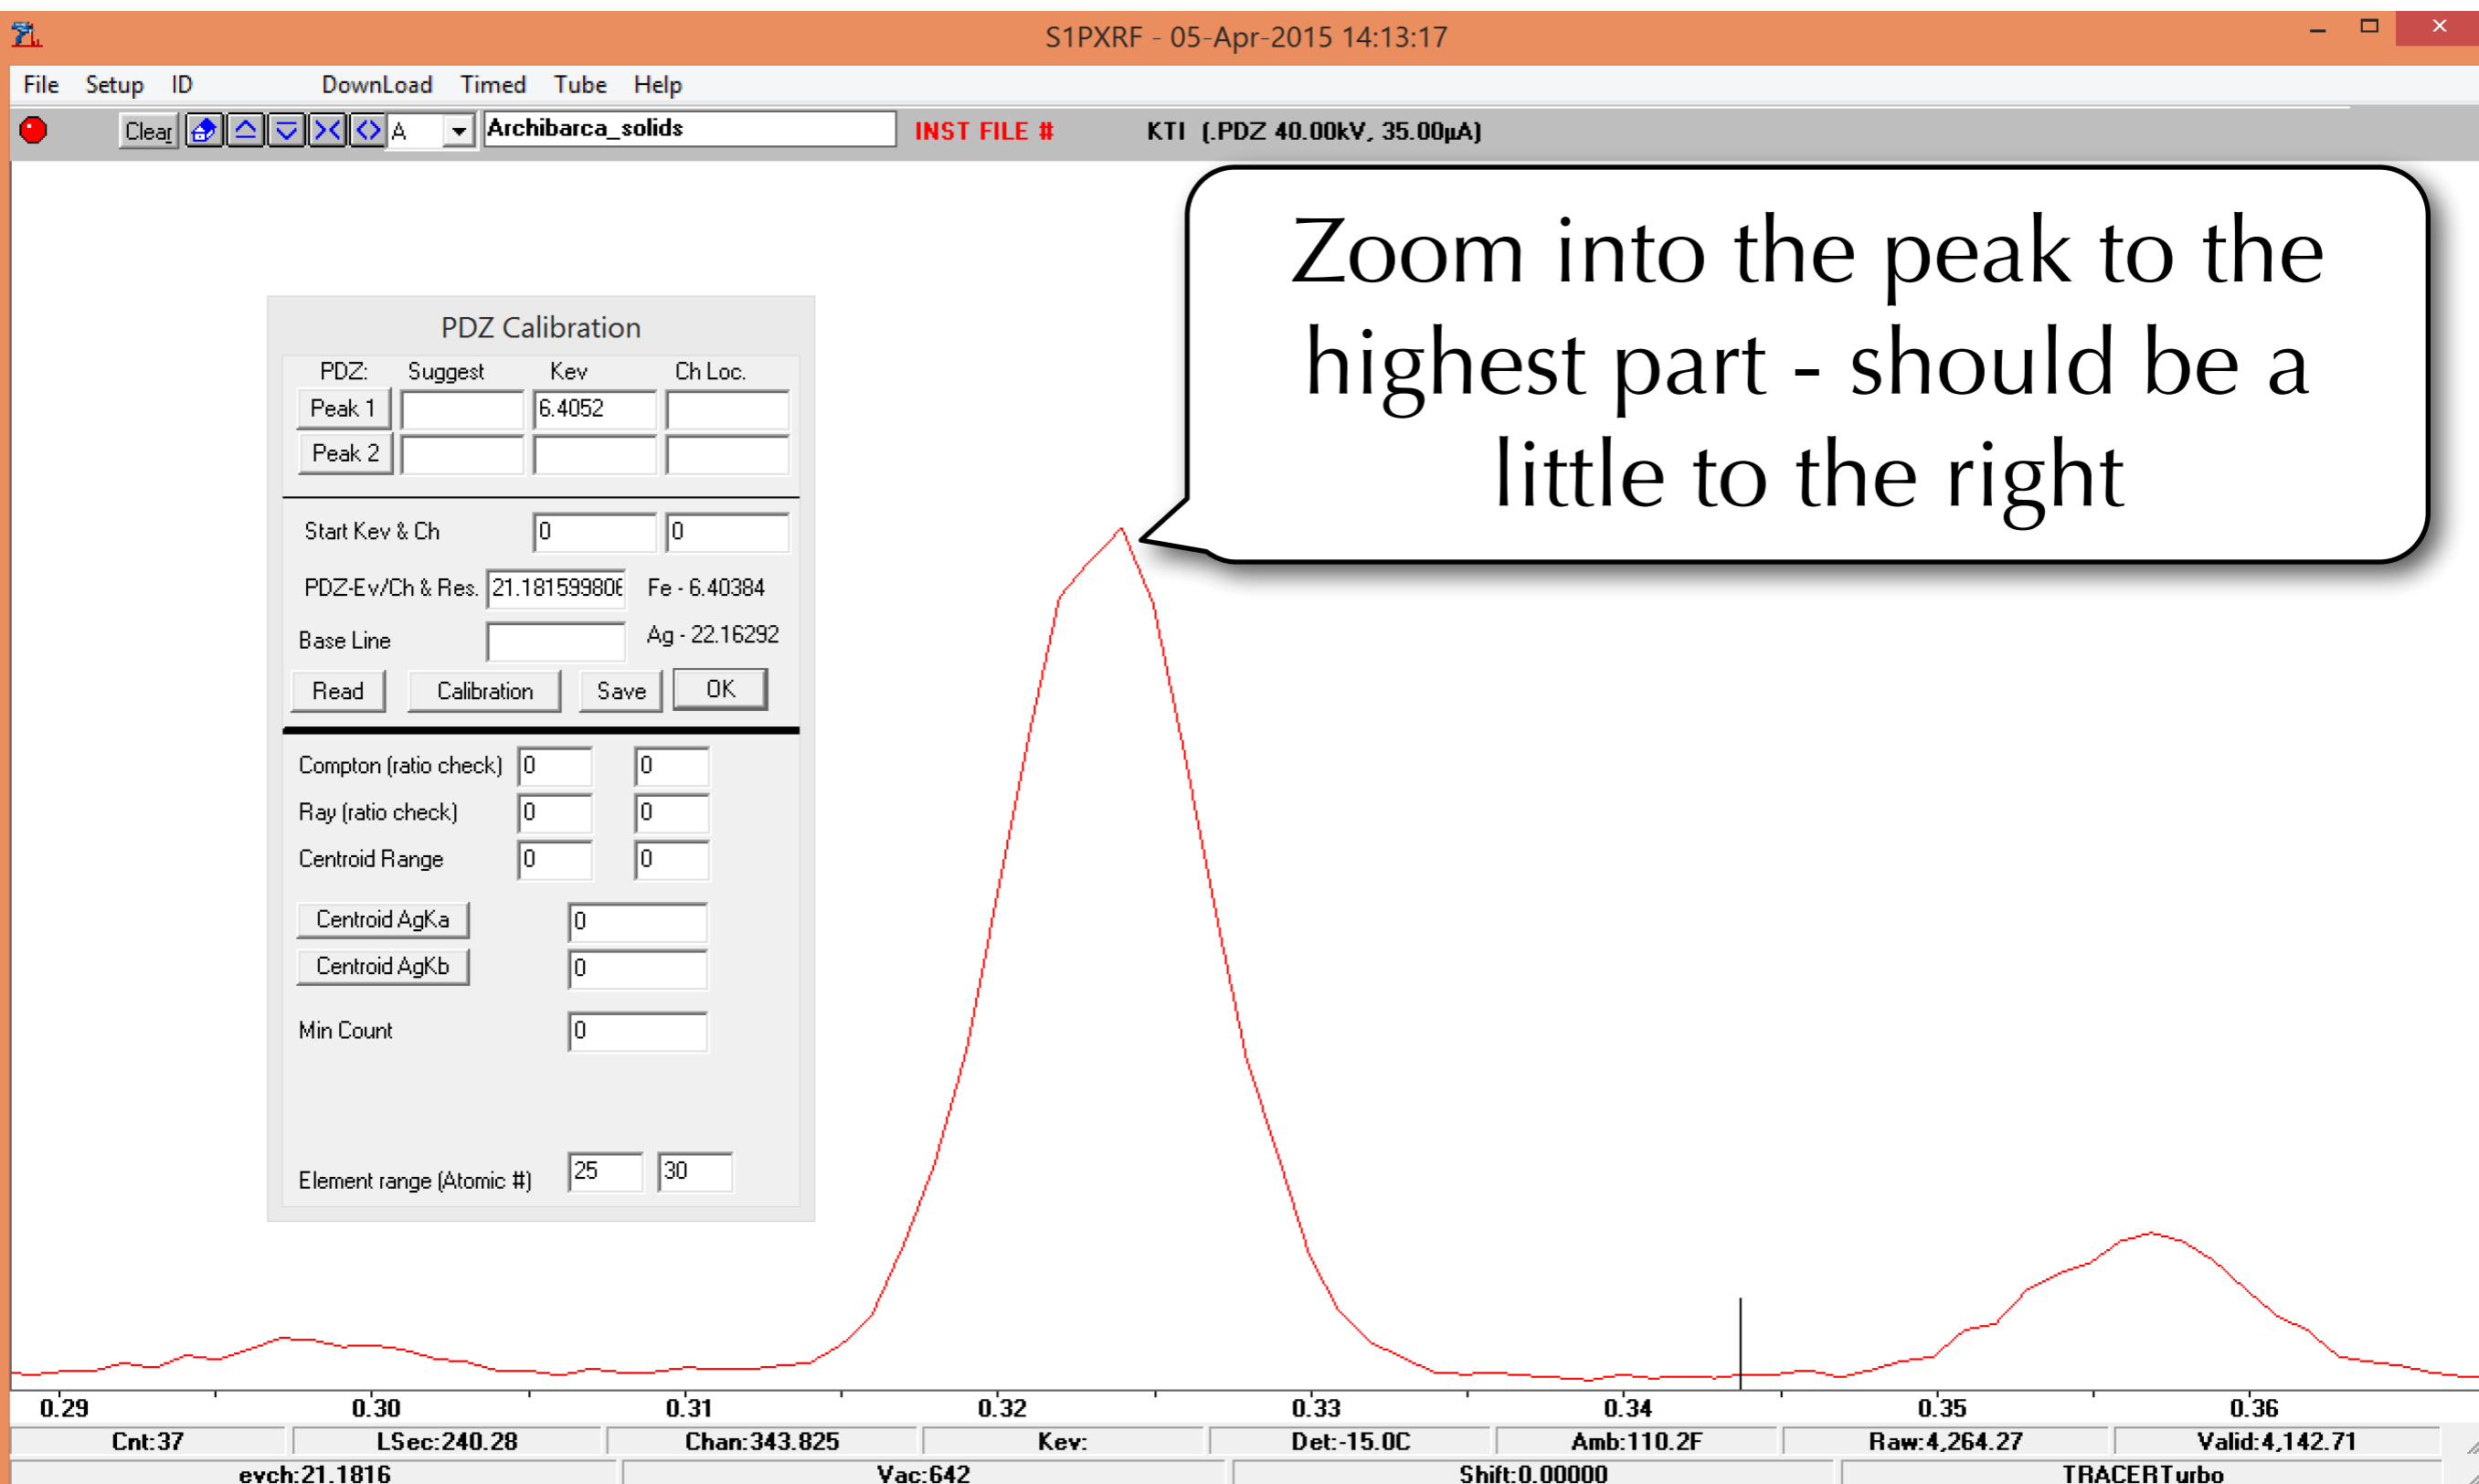 S1PXRF - 05-Apr-2015 14:13:17
File Setup ID DownLoad Timed Tube Help
Clear A Archibarca_solids INST FILE # KTI (.PDZ 40.00kV, 35.00µA)
Zoom into the peak to the
highest part - should be a
little to the right
PDZ Calibration
PDZ: Suggest Kev Ch Loc.
Peak 1 6.4052
Peak 2
Start Kev & Ch 0 0
PDZ-Ev/Ch & Res. 21.181599806 Fe - 6.40384
Base Line Ag - 22.16292
Read Calibration Save OK
Compton (ratio check) 0 0
Ray (ratio check) 0 0
Centroid Range 0 0
Centroid AgKa 0
Centroid AgKb 0
Min Count 0
Element range (Atomic #) 25 30
0.29 0.30 0.31 0.32 0.33 0.34 0.35 0.36
Cnt:37 LSec:240.28 Chan:343.825 Kev: Det:-15.0C Amb:110.2F Raw:4,264.27 Valid:4,142.71
evch:21.1816 Vac:642 Shift:0.00000 TRACERTurbo